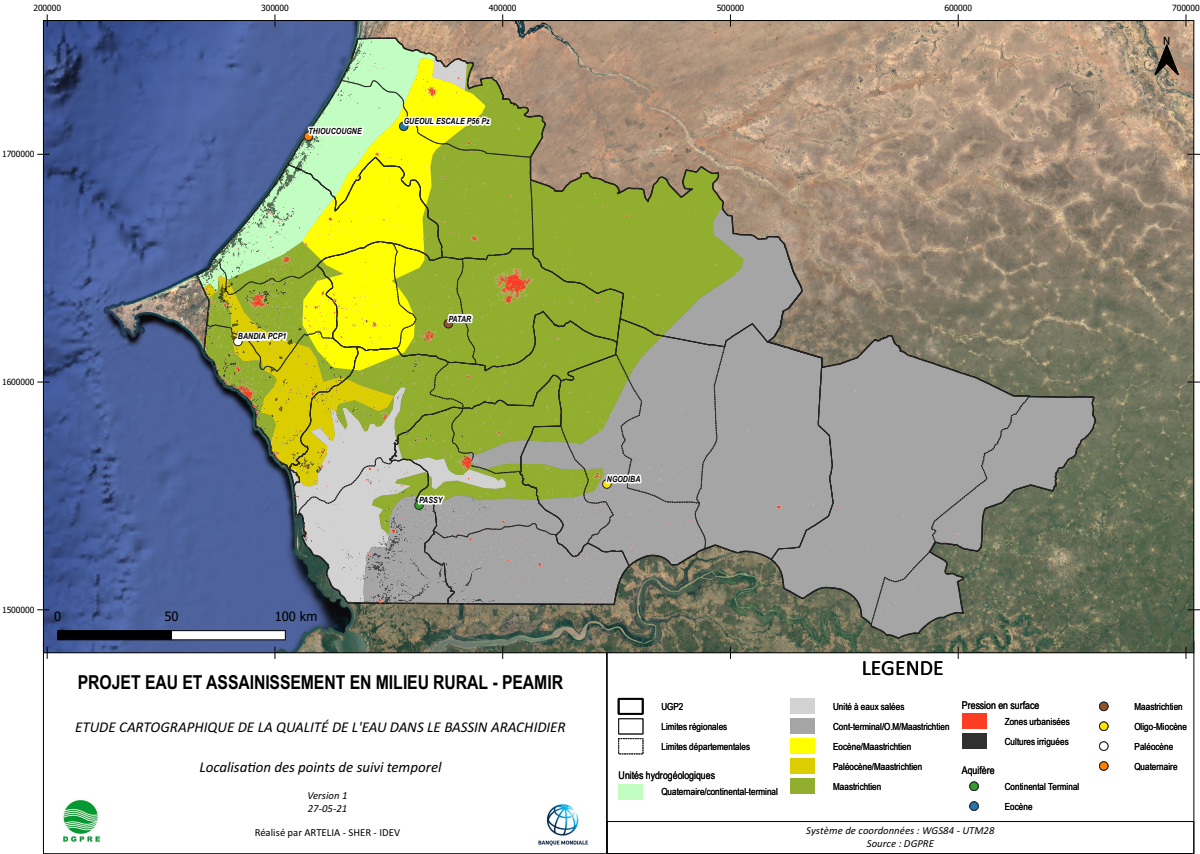 200000 300000 400000 500000 600000 700000
N
1700000
1600000
1500000
THIOUCOUGNE
GUEOUL ESCALE P56 Pz
PATAR
BANDIA PCP1
NGODIBA
PASSY
0 50 100 km
PROJET EAU ET ASSAINISSEMENT EN MILIEU RURAL - PEAMIR
ETUDE CARTOGRAPHIQUE DE LA QUALITÉ DE L'EAU DANS LE BASSIN ARACHIDIER
Localisation des points de suivi temporel
Version 1
27-05-21
Réalisé par ARTELIA - SHER - IDEV
DGPRE
BANQUE MONDIALE
LEGENDE
UGP2
Limites régionales
Limites départementales
Unités hydrogéologiques
Quaternaire/continental-terminal
Unité à eaux salées
Cont-terminal/O.M/Maastrichtien
Eocène/Maastrichtien
Paléocène/Maastrichtien
Maastrichtien
Pression en surface
Zones urbanisées
Cultures irriguées
Aquifère
Continental Terminal
Eocène
Maastrichtien
Oligo-Miocène
Paléocène
Quaternaire
Système de coordonnées : WGS84 - UTM28
Source : DGPRE